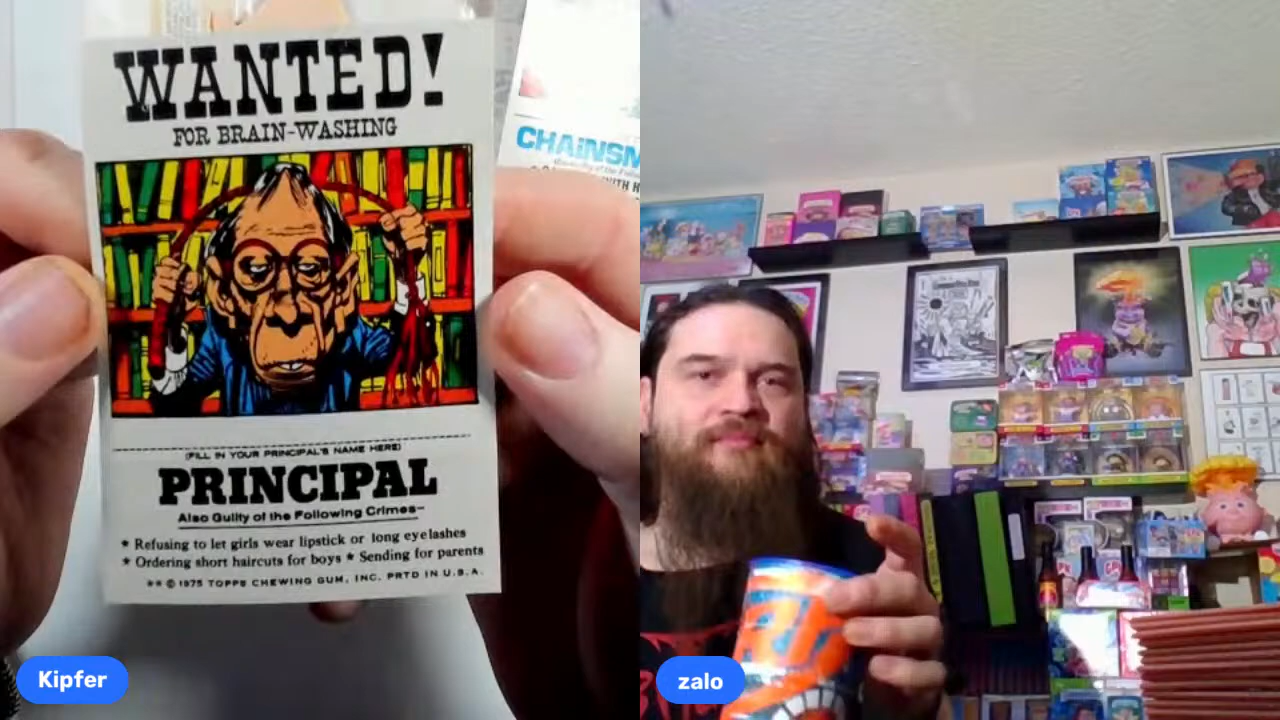 WANTED!
FOR BRAIN-WASHING
(FILL IN YOUR PRINCIPAL'S NAME HERE)
PRINCIPAL
Also Guilty of the Following Crimes—
* Refusing to let girls wear lipstick or long eyelashes
* Ordering short haircuts for boys * Sending for parents
** © 1975 TOPPS CHEWING GUM, INC. PRTD IN U.S.A.
CHAINSM
WITH H
Kipfer
zalo